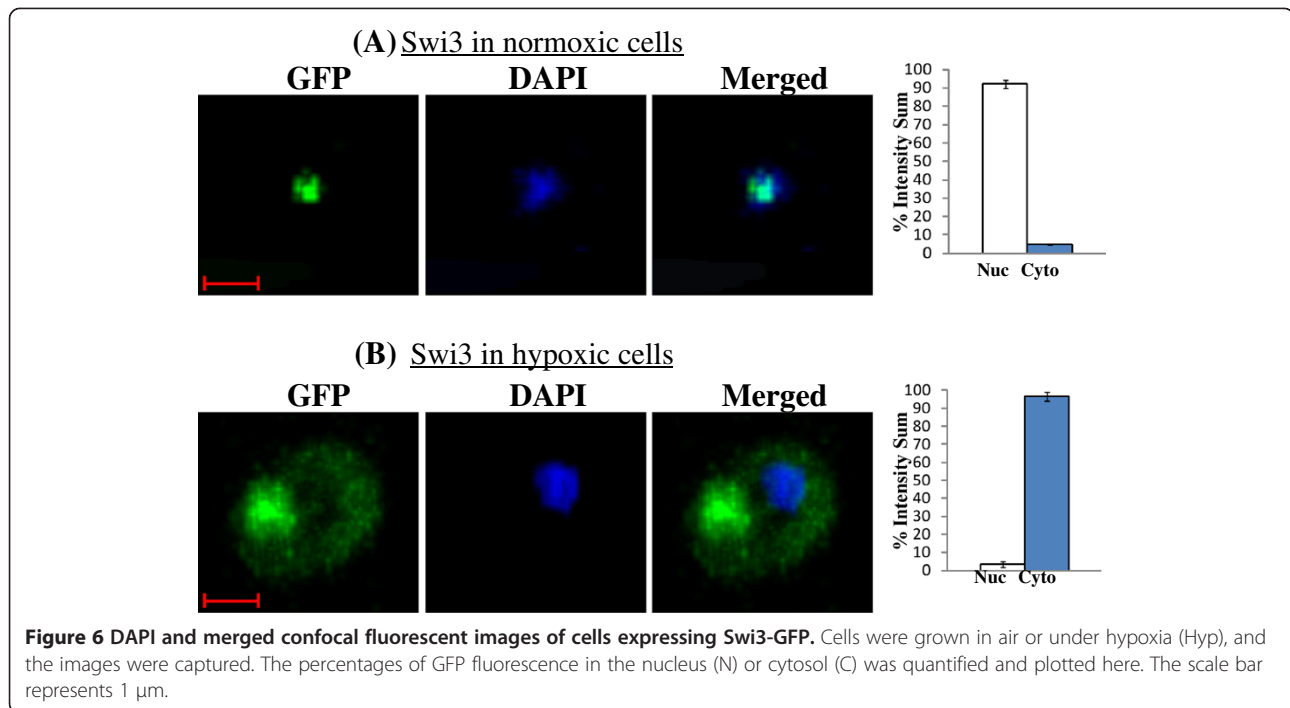 (A) Swi3 in normoxic cells
GFP DAPI Merged
% Intensity Sum
100
90
80
70
60
50
40
30
20
10
0
Nuc Cyto
(B) Swi3 in hypoxic cells
GFP DAPI Merged
% Intensity Sum
100
90
80
70
60
50
40
30
20
10
0
Nuc Cyto
Figure 6 DAPI and merged confocal fluorescent images of cells expressing Swi3-GFP. Cells were grown in air or under hypoxia (Hyp), and
the images were captured. The percentages of GFP fluorescence in the nucleus (N) or cytosol (C) was quantified and plotted here. The scale bar
represents 1 μm.